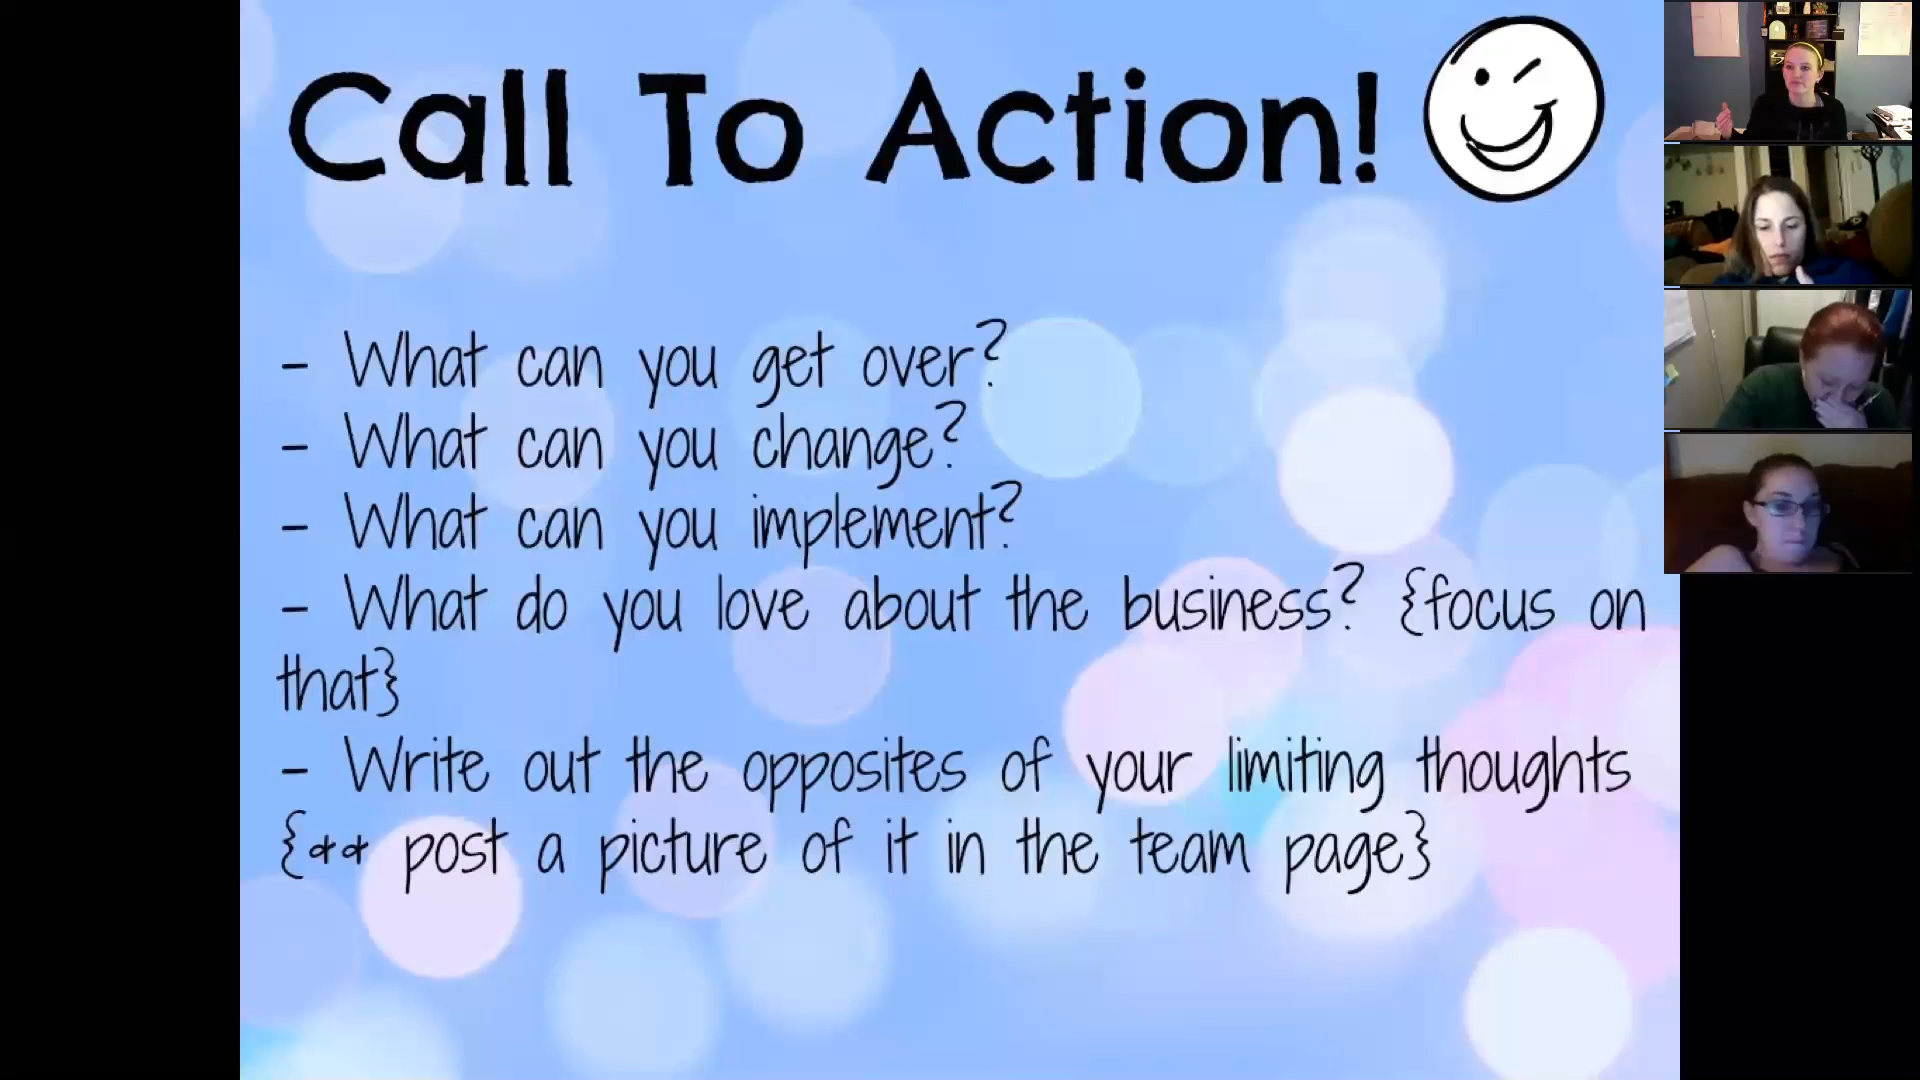 Call To Action!
- What can you get over?
- What can you change?
- What can you implement?
- What do you love about the business? {focus on
that}
- Write out the opposites of your limiting thoughts
{** post a picture of it in the team page}